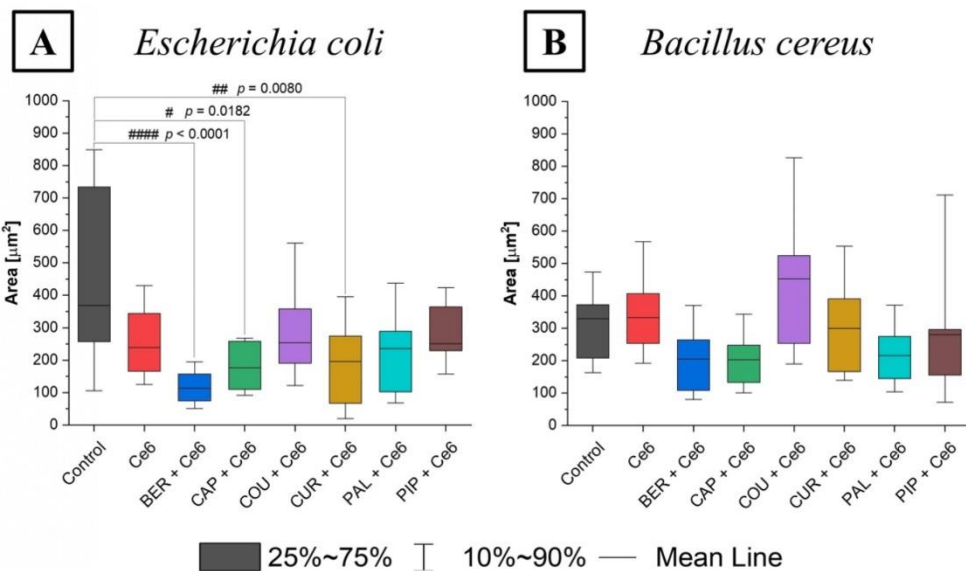 A Escherichia coli
## p = 0.0080
# p = 0.0182
#### p < 0.0001
Area [μm²]
1000
900
800
700
600
500
400
300
200
100
0
Control
Ce6
BER + Ce6
CAP + Ce6
COU + Ce6
CUR + Ce6
PAL + Ce6
PIP + Ce6
B Bacillus cereus
Area [μm²]
1000
900
800
700
600
500
400
300
200
100
0
Control
Ce6
BER + Ce6
CAP + Ce6
COU + Ce6
CUR + Ce6
PAL + Ce6
PIP + Ce6
25%~75% 10%~90% Mean Line